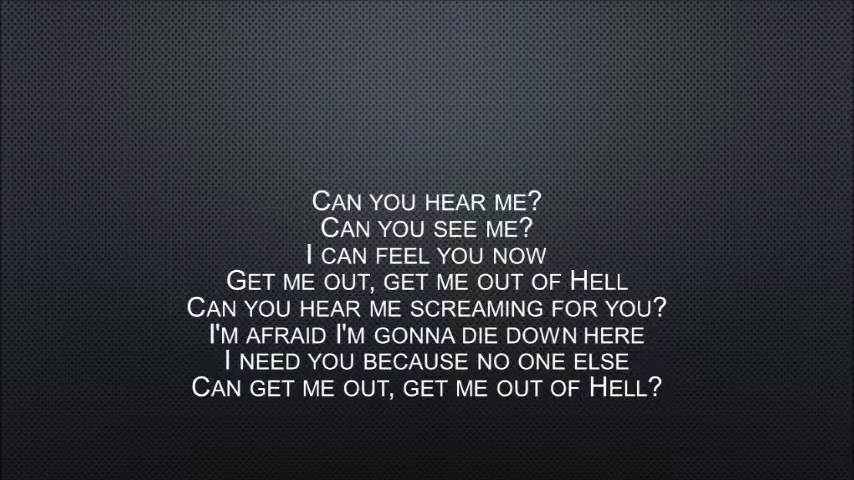 Can you hear me?
Can you see me?
I can feel you now
Get me out, get me out of Hell
Can you hear me screaming for you?
I'm afraid I'm gonna die down here
I need you because no one else
Can get me out, get me out of Hell?